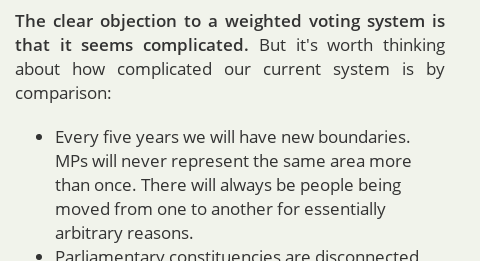 The clear objection to a weighted voting system is
that it seems complicated. But it's worth thinking
about how complicated our current system is by
comparison:
• Every five years we will have new boundaries.
MPs will never represent the same area more
than once. There will always be people being
moved from one to another for essentially
arbitrary reasons.
• Parliamentary constituencies are disconnected